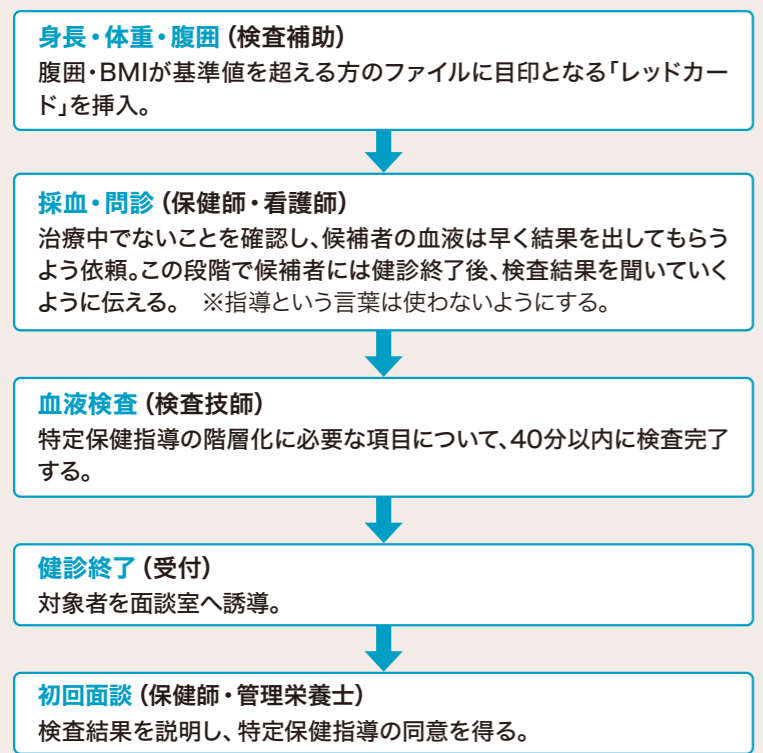 身長・体重・腹囲（検査補助）
腹囲・BMIが基準値を超える方のファイルに目印となる「レッドカー
ド」を挿入。
採血・問診（保健師・看護師）
治療中でないことを確認し、候補者の血液は早く結果を出してもらう
よう依頼。この段階で候補者には健診終了後、検査結果を聞いていく
ように伝える。　※指導という言葉は使わないようにする。
血液検査（検査技師）
特定保健指導の階層化に必要な項目について、40分以内に検査完了
する。
健診終了（受付）
対象者を面談室へ誘導。
初回面談（保健師・管理栄養士）
検査結果を説明し、特定保健指導の同意を得る。